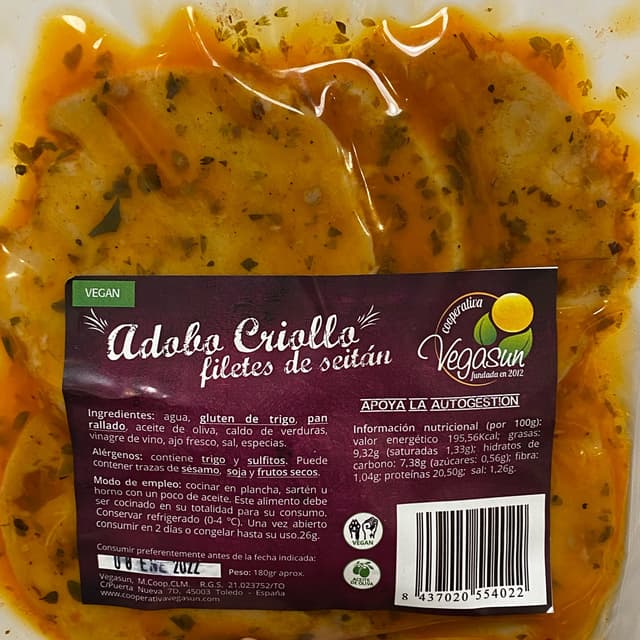 VEGAN
Adobo Criollo
filetes de seitán
cooperativa
Vegasun
fundada en 2012
Ingredientes: agua, gluten de trigo, pan
rallado, aceite de oliva, caldo de verduras,
vinagre de vino, ajo fresco, sal, especias.
Alérgenos: contiene trigo y sulfitos. Puede
contener trazas de sésamo, soja y frutos secos.
Modo de empleo: cocinar en plancha, sartén u
horno con un poco de aceite. Este alimento debe
ser cocinado en su totalidad para su consumo.
Conservar refrigerado (0-4 ºC). Una vez abierto
consumir en 2 días o congelar hasta su uso.26g.
Consumir preferentemente antes de la fecha indicada:
08 ENE 2022
Peso: 180gr aprox.
Vegasun, M.Coop.CLM. R.G.S. 21.023752/TO
C/Puerta Nueva 7D, 45003 Toledo - España
www.cooperativavegasun.com
APOYA LA AUTOGESTION
Información nutricional (por 100g):
valor energético 195,56Kcal; grasas:
9,32g (saturadas 1,33g); hidratos de
carbono: 7,38g (azúcares: 0,56g); fibra:
1,04g; proteínas 20,50g; sal: 1,26g.
VEGAN
ACEITE
DE OLIVA
8 437020 554022